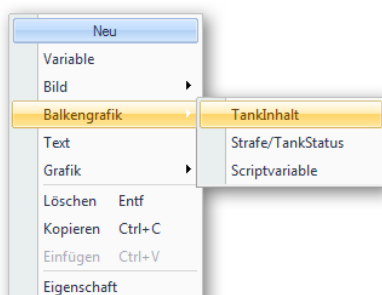 Neu
Variable
Bild
Balkengrafik
TankInhalt
Text
Strafe/TankStatus
Grafik
Scriptvariable
Löschen Entf
Kopieren Ctrl+C
Einfügen Ctrl+V
Eigenschaft